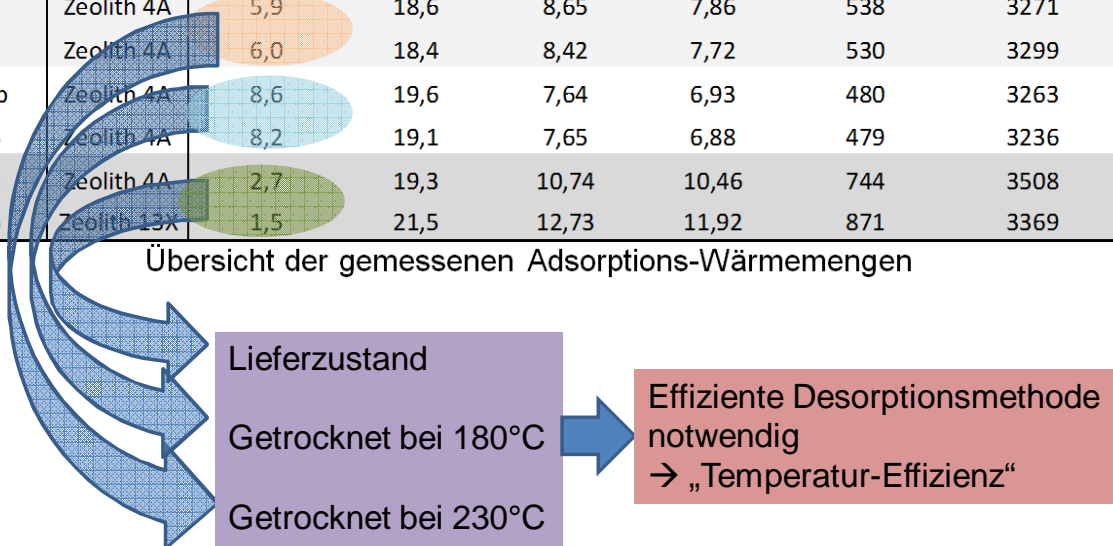 Zeolith 4A 5,9 18,6 8,65 7,86 538 3271
Zeolith 4A 6,0 18,4 8,42 7,72 530 3299
Zeolith 4A 8,6 19,6 7,64 6,93 480 3263
Zeolith 4A 8,2 19,1 7,65 6,88 479 3236
Zeolith 4A 2,7 19,3 10,74 10,46 744 3508
Zeolith 13X 1,5 21,5 12,73 11,92 871 3369
Übersicht der gemessenen Adsorptions-Wärmemengen
Lieferzustand
Getrocknet bei 180°C
Getrocknet bei 230°C
Effiziente Desorptionsmethode
notwendig
→ „Temperatur-Effizienz“